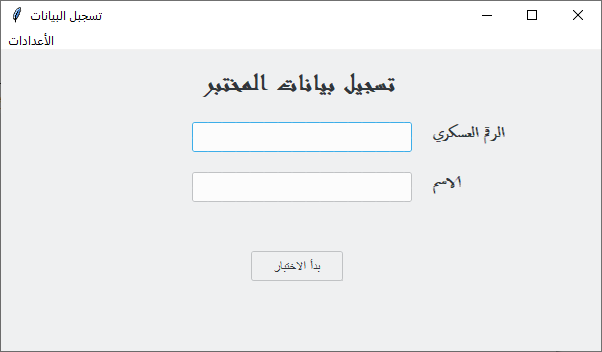 تسجيل البيانات
الأعدادات
تسجيل بيانات المختبر
الرقم العسكري
الاسم
بدأ الاختبار